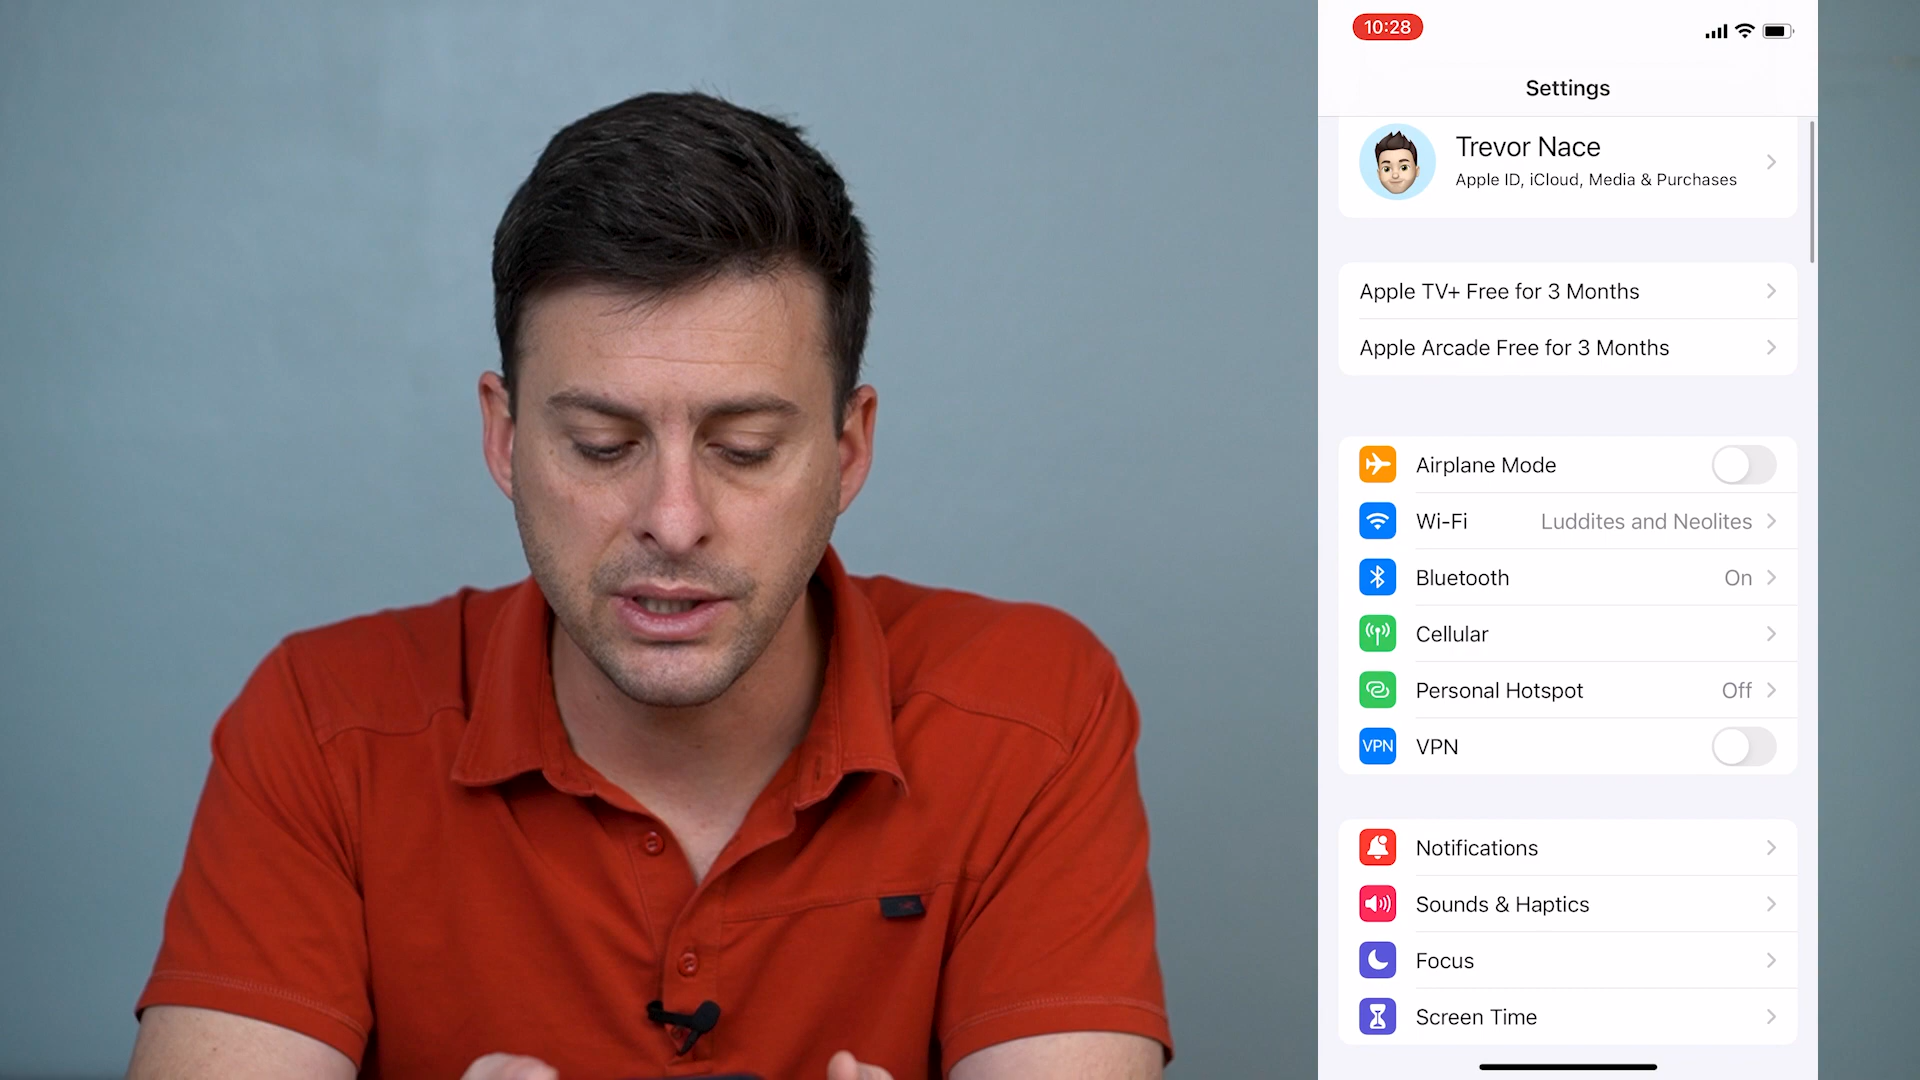 10:28
Settings
Trevor Nace
Apple ID, iCloud, Media & Purchases
Apple TV+ Free for 3 Months
Apple Arcade Free for 3 Months
Airplane Mode
Wi-Fi Luddites and Neolites
Bluetooth On
Cellular
Personal Hotspot Off
VPN VPN
Notifications
Sounds & Haptics
Focus
Screen Time